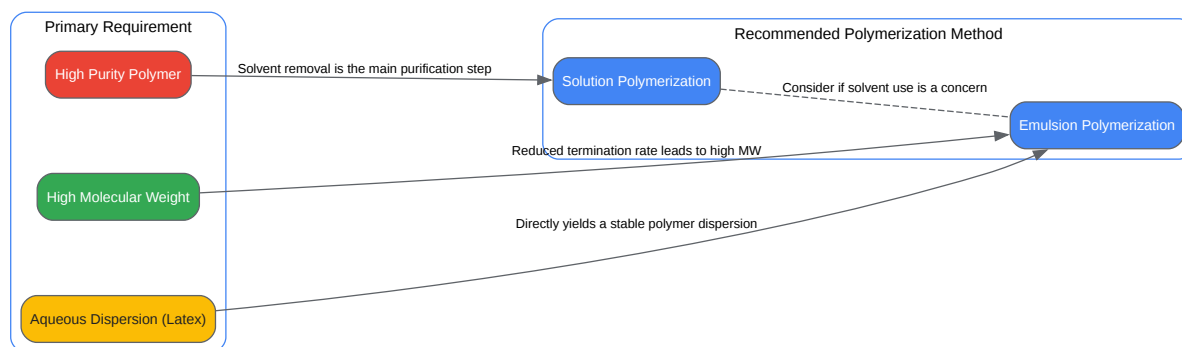 Primary Requirement
Recommended Polymerization Method
High Purity Polymer
Solvent removal is the main purification step
Solution Polymerization
Consider if solvent use is a concern
Emulsion Polymerization
Reduced termination rate leads to high MW
High Molecular Weight
Directly yields a stable polymer dispersion
Aqueous Dispersion (Latex)